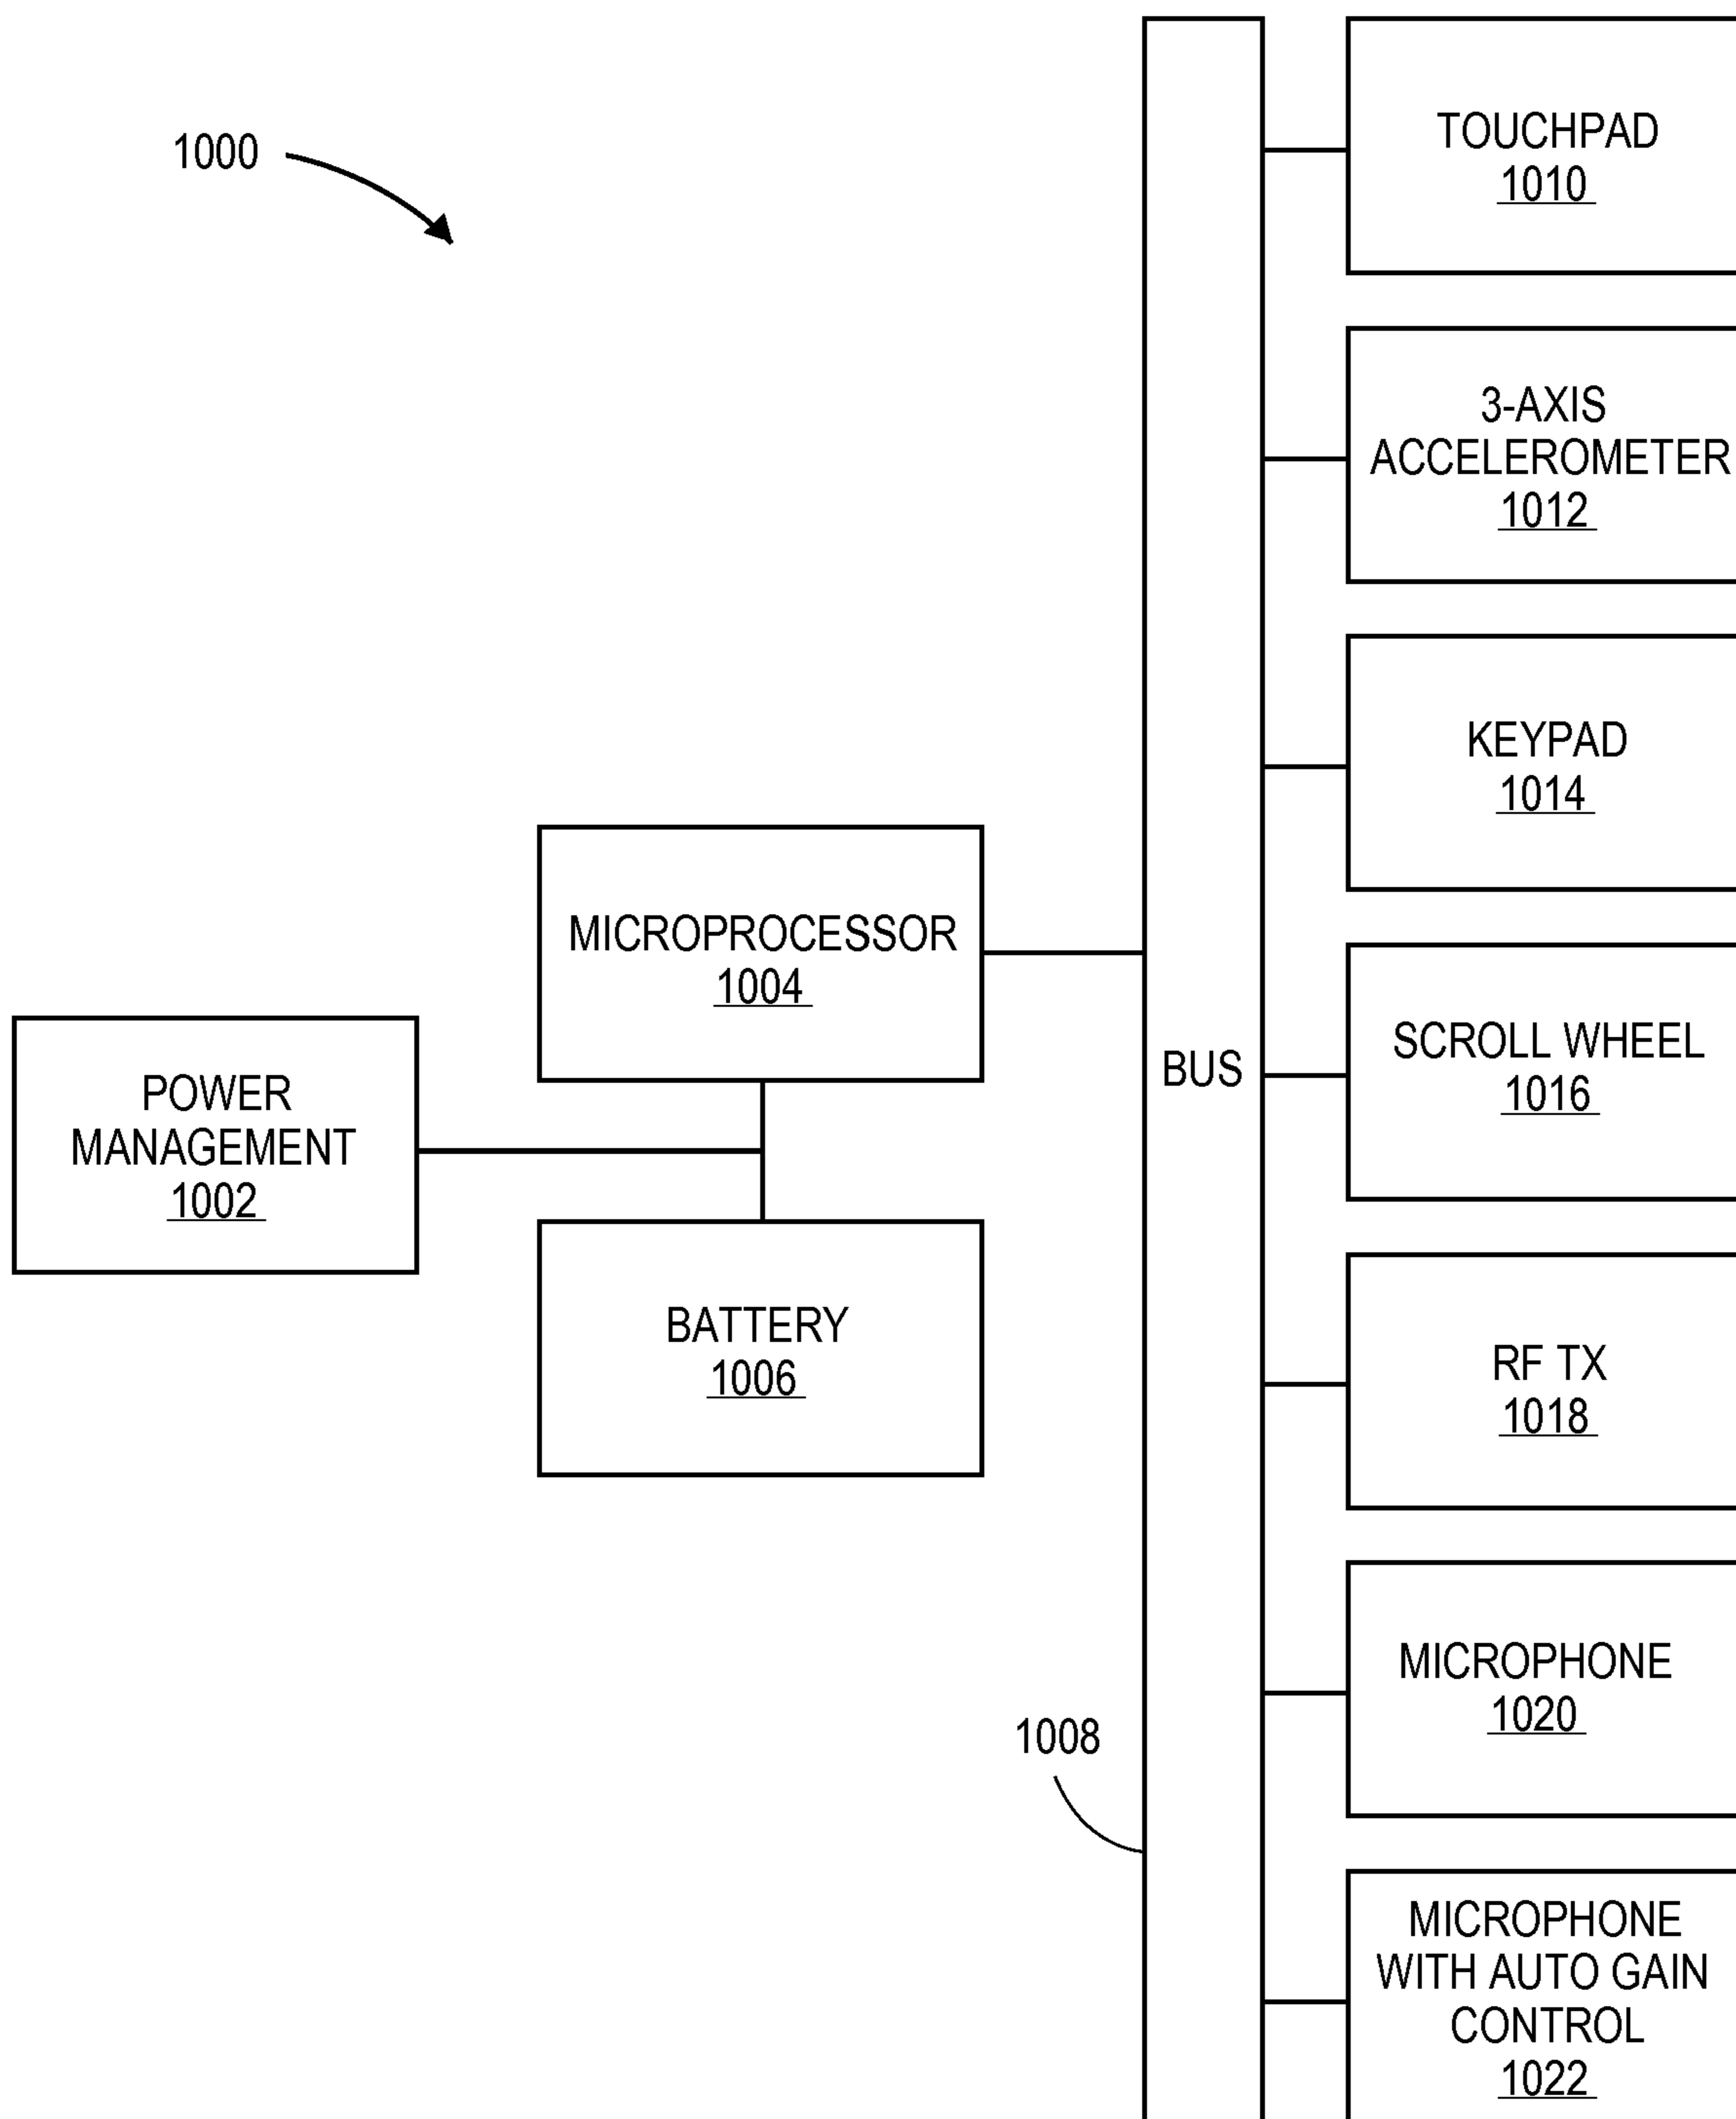 1000
TOUCHPAD
1010
3-AXIS
ACCELEROMETER
1012
KEYPAD
1014
MICROPROCESSOR
1004
POWER
MANAGEMENT
1002
BATTERY
1006
BUS
1008
SCROLL WHEEL
1016
RF TX
1018
MICROPHONE
1020
MICROPHONE
WITH AUTO GAIN
CONTROL
1022